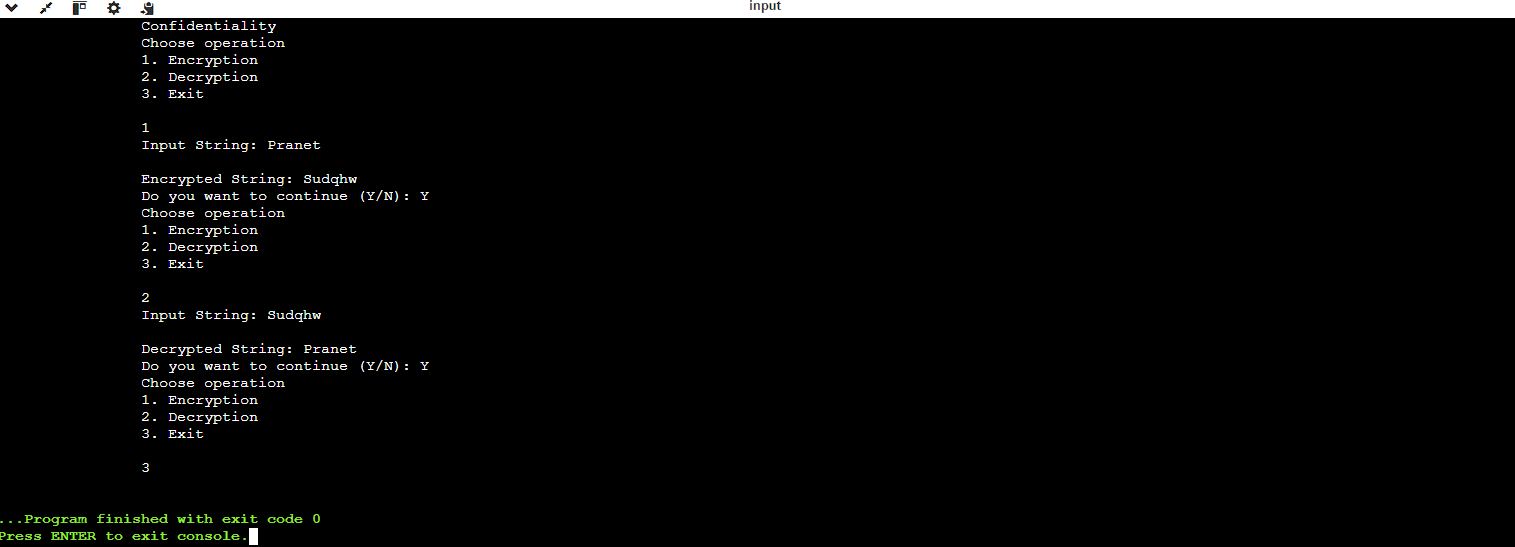 input
Confidentiality
Choose operation
1. Encryption
2. Decryption
3. Exit
1
Input String: Pranet
Encrypted String: Sudqhw
Do you want to continue (Y/N): Y
Choose operation
1. Encryption
2. Decryption
3. Exit
2
Input String: Sudqhw
Decrypted String: Pranet
Do you want to continue (Y/N): Y
Choose operation
1. Encryption
2. Decryption
3. Exit
3
...Program finished with exit code 0
Press ENTER to exit console.